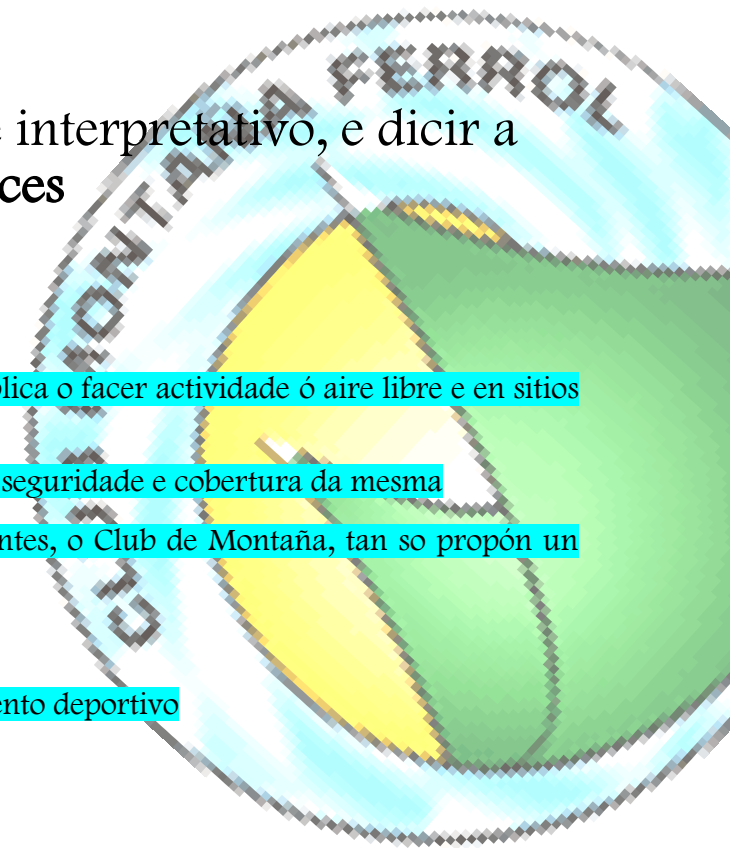 interpretativo, e dicir a
ces
plica o facer actividade ó aire libre e en sitios
seguridade e cobertura da mesma
ntes, o Club de Montaña, tan so propón un
ento deportivo
CLUB MONTAÑA FERROL